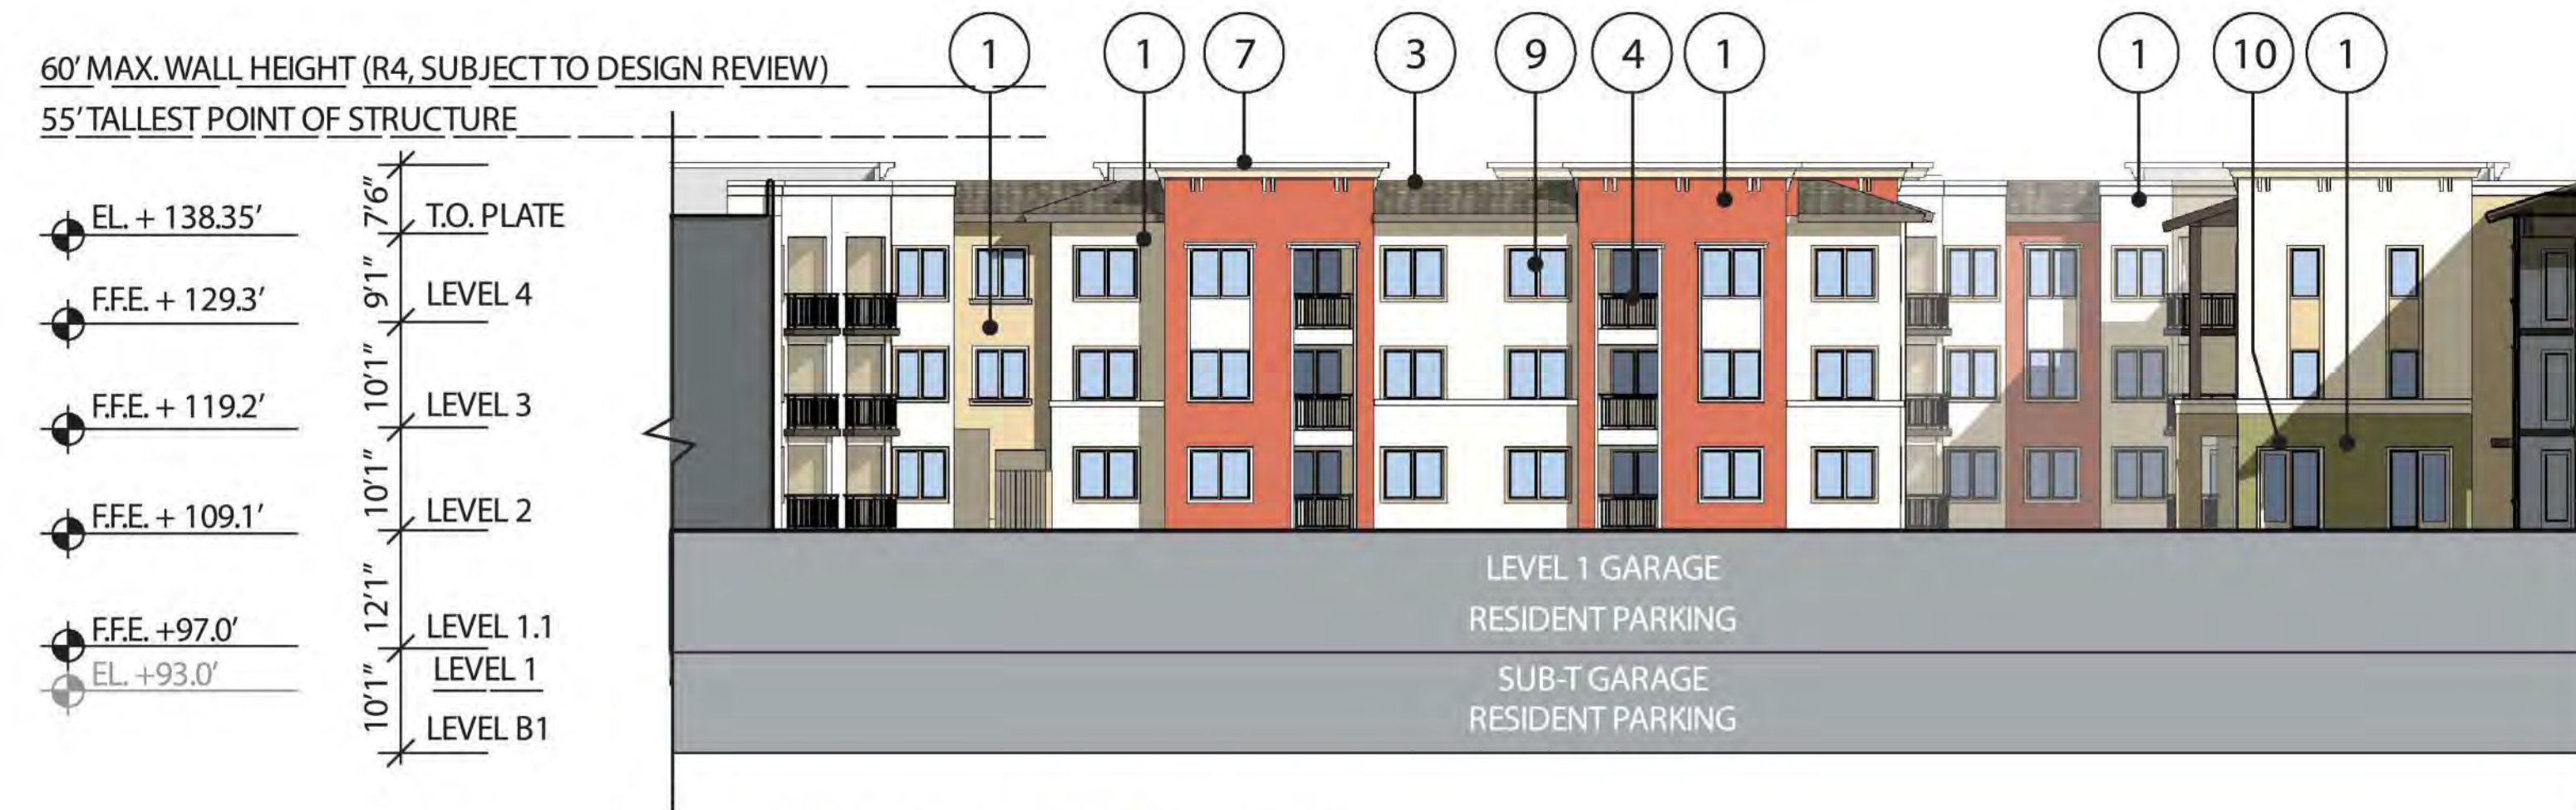 60' MAX. WALL HEIGHT (R4, SUBJECT TO DESIGN REVIEW)
55' TALLEST POINT OF STRUCTURE
1
1
7
3
9
4
1
1
10
1
7'6"
EL. + 138.35'
T.O. PLATE
9'1"
F.F.E. + 129.3'
LEVEL 4
10'1"
F.F.E. + 119.2'
LEVEL 3
10'1"
F.F.E. + 109.1'
LEVEL 2
12'1"
F.F.E. +97.0'
LEVEL 1.1
EL. +93.0'
LEVEL 1
10'1"
LEVEL B1
LEVEL 1 GARAGE
RESIDENT PARKING
SUB-T GARAGE
RESIDENT PARKING